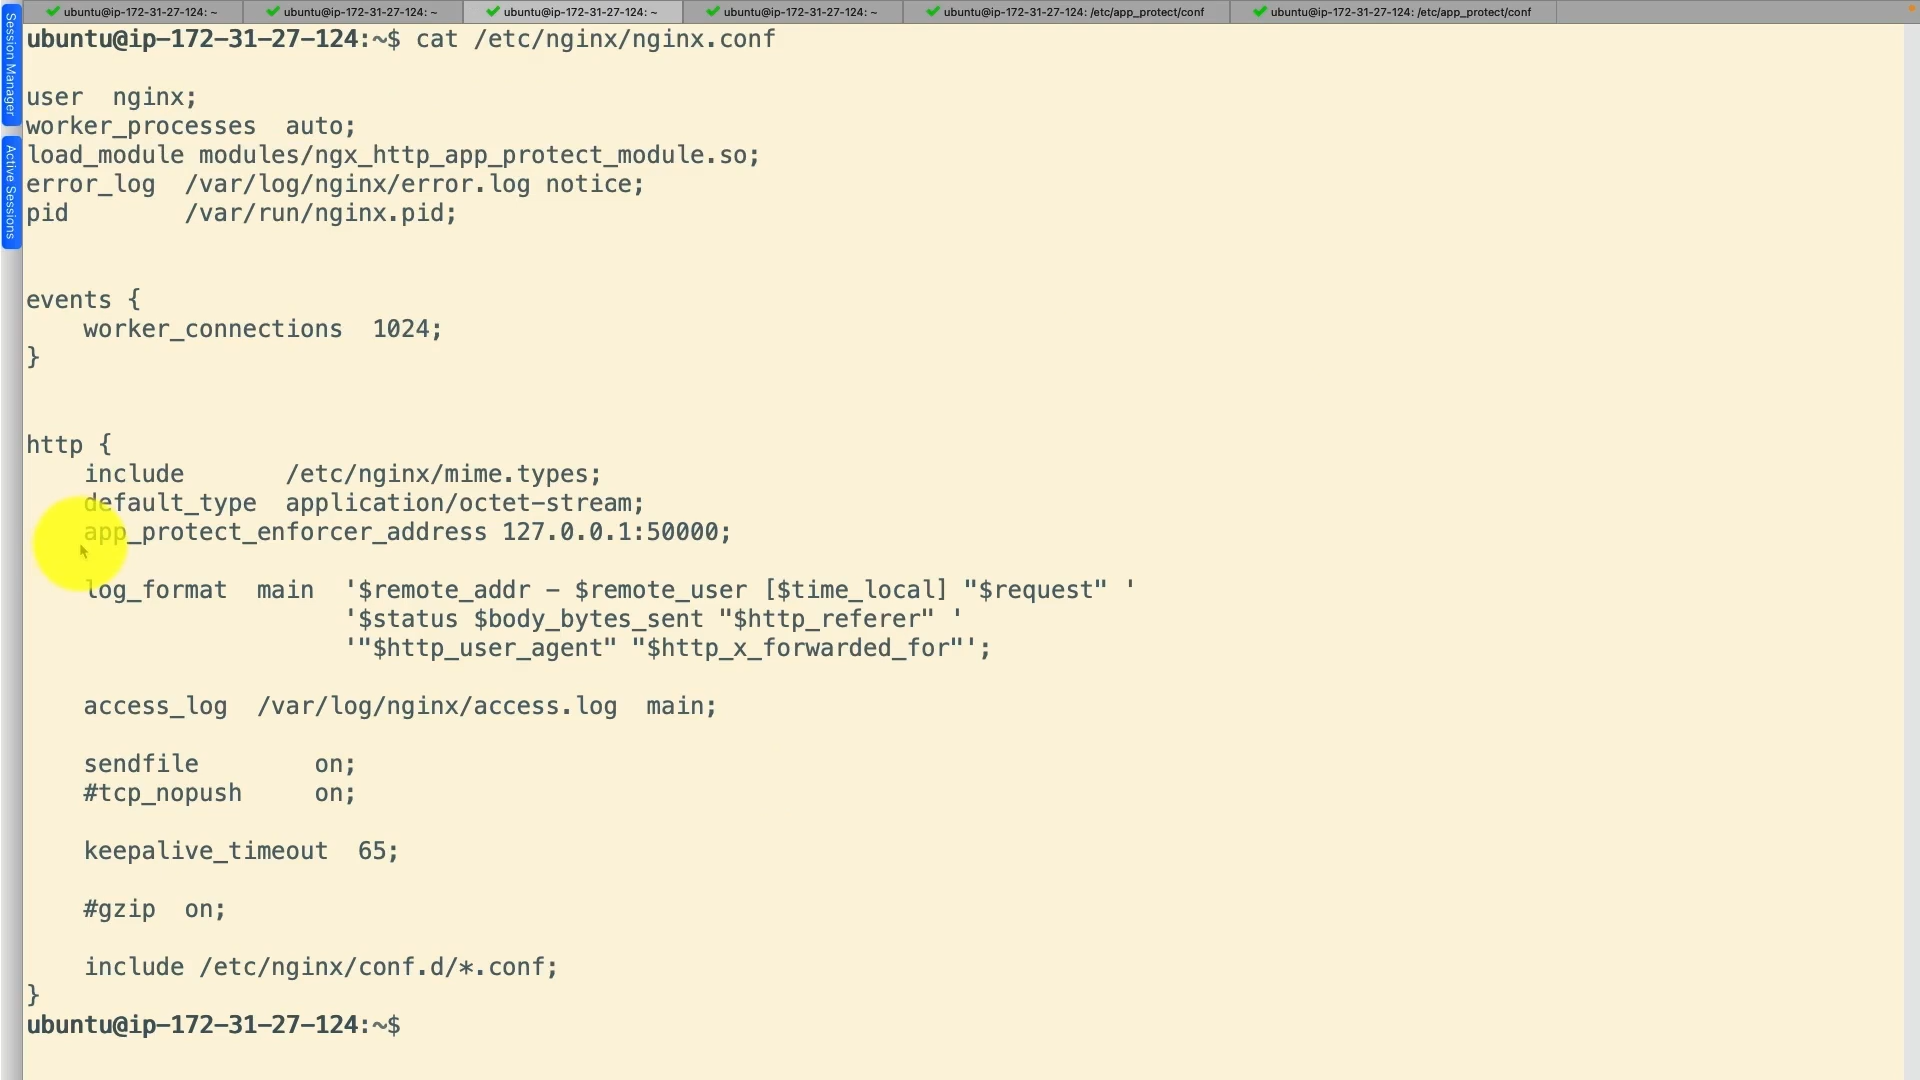 ubuntu@ip-172-31-27-124: ~
ubuntu@ip-172-31-27-124: ~
ubuntu@ip-172-31-27-124: ~
ubuntu@ip-172-31-27-124: ~
ubuntu@ip-172-31-27-124: /etc/app_protect/conf
ubuntu@ip-172-31-27-124: /etc/app_protect/conf
Session Manager
Active Sessions
ubuntu@ip-172-31-27-124:~$ cat /etc/nginx/nginx.conf
user  nginx;
worker_processes  auto;
load_module modules/ngx_http_app_protect_module.so;
error_log  /var/log/nginx/error.log notice;
pid        /var/run/nginx.pid;
events {
    worker_connections  1024;
}
http {
    include       /etc/nginx/mime.types;
    default_type  application/octet-stream;
    app_protect_enforcer_address 127.0.0.1:50000;
    log_format  main  '$remote_addr - $remote_user [$time_local] "$request" '
                      '$status $body_bytes_sent "$http_referer" '
                      '"$http_user_agent" "$http_x_forwarded_for"';
    access_log  /var/log/nginx/access.log  main;
    sendfile        on;
    #tcp_nopush     on;
    keepalive_timeout  65;
    #gzip  on;
    include /etc/nginx/conf.d/*.conf;
}
ubuntu@ip-172-31-27-124:~$